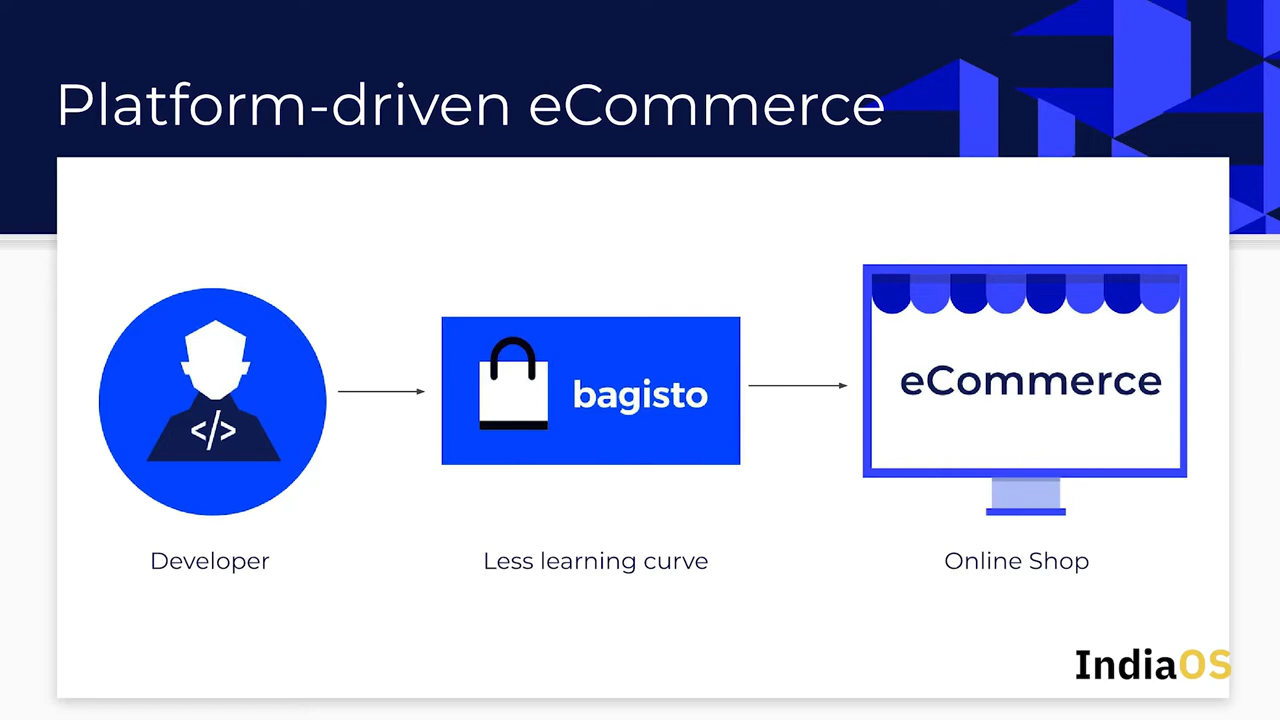 Platform-driven eCommerce
</>
bagisto
eCommerce
Developer
Less learning curve
Online Shop
IndiaOS